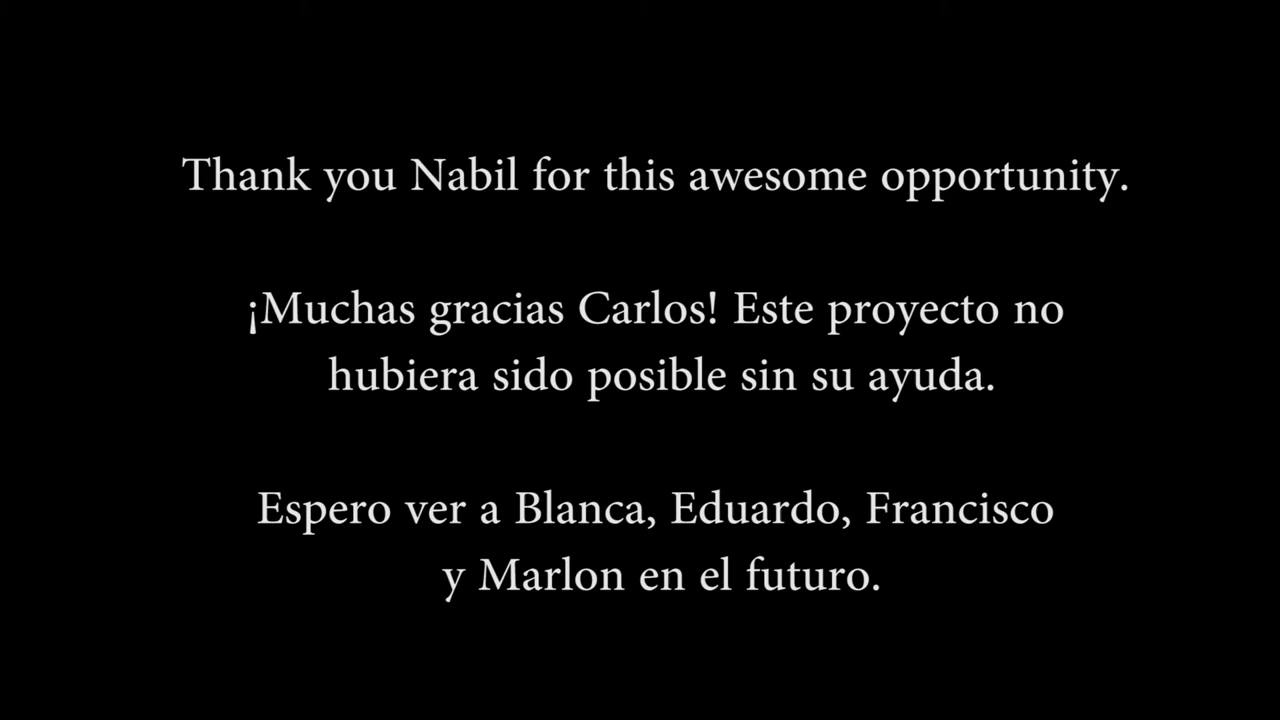 Thank you Nabil for this awesome opportunity.
¡Muchas gracias Carlos! Este proyecto no
hubiera sido posible sin su ayuda.
Espero ver a Blanca, Eduardo, Francisco
y Marlon en el futuro.